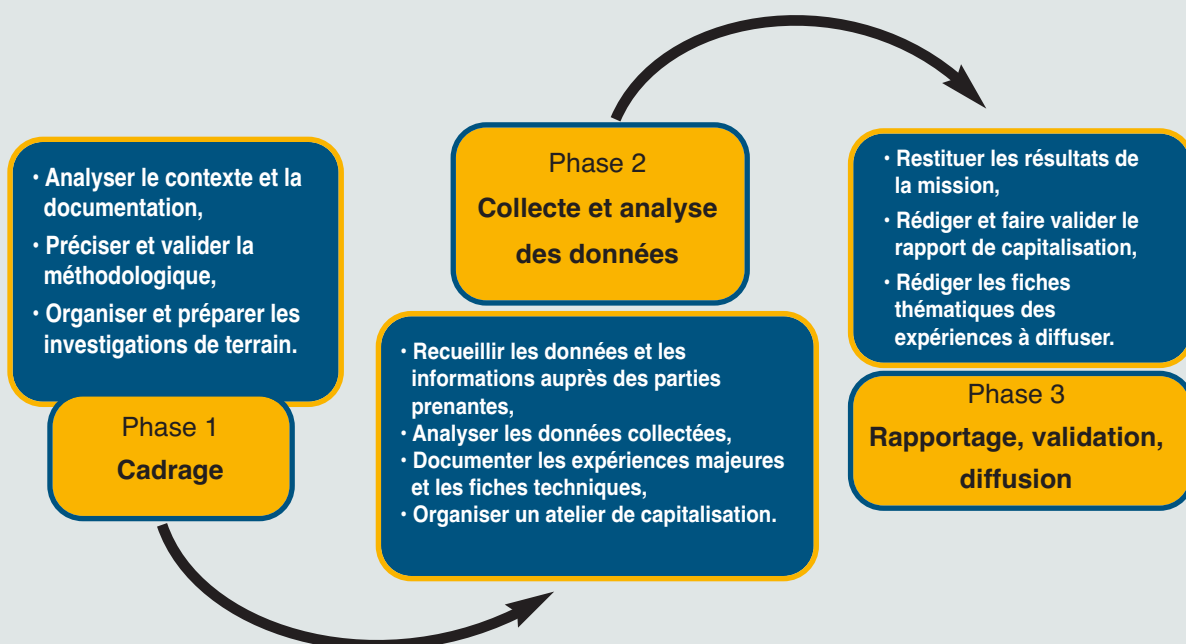 • Analyser le contexte et la
documentation,
• Préciser et valider la
méthodologique,
• Organiser et préparer les
investigations de terrain.
Phase 1
Cadrage
Phase 2
Collecte et analyse
des données
• Recueillir les données et les
informations auprès des parties
prenantes,
• Analyser les données collectées,
• Documenter les expériences majeures
et les fiches techniques,
• Organiser un atelier de capitalisation.
• Restituer les résultats de
la mission,
• Rédiger et faire valider le
rapport de capitalisation,
• Rédiger les fiches
thématiques des
expériences à diffuser.
Phase 3
Rapportage, validation,
diffusion